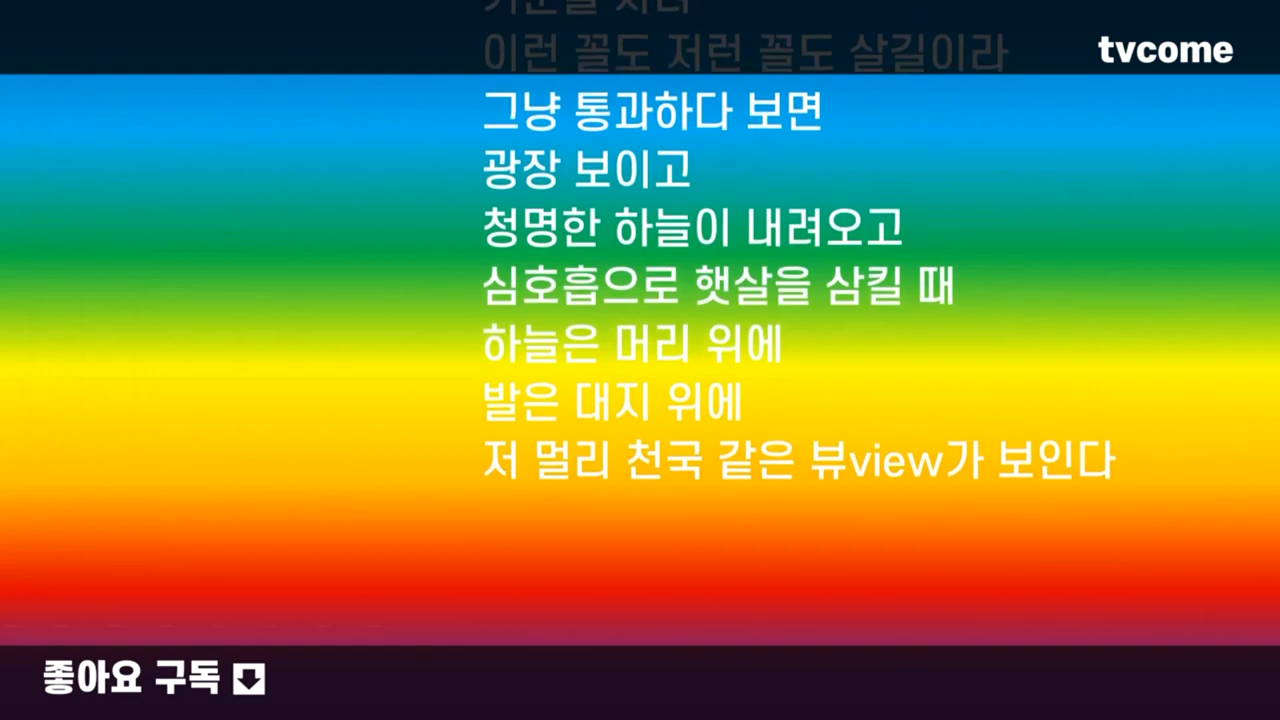 이런 꼴도 저런 꼴도 살길이라
tvcome
그냥 통과하다 보면
광장 보이고
청명한 하늘이 내려오고
심호흡으로 햇살을 삼킬 때
하늘은 머리 위에
발은 대지 위에
저 멀리 천국 같은 뷰view가 보인다
좋아요 구독